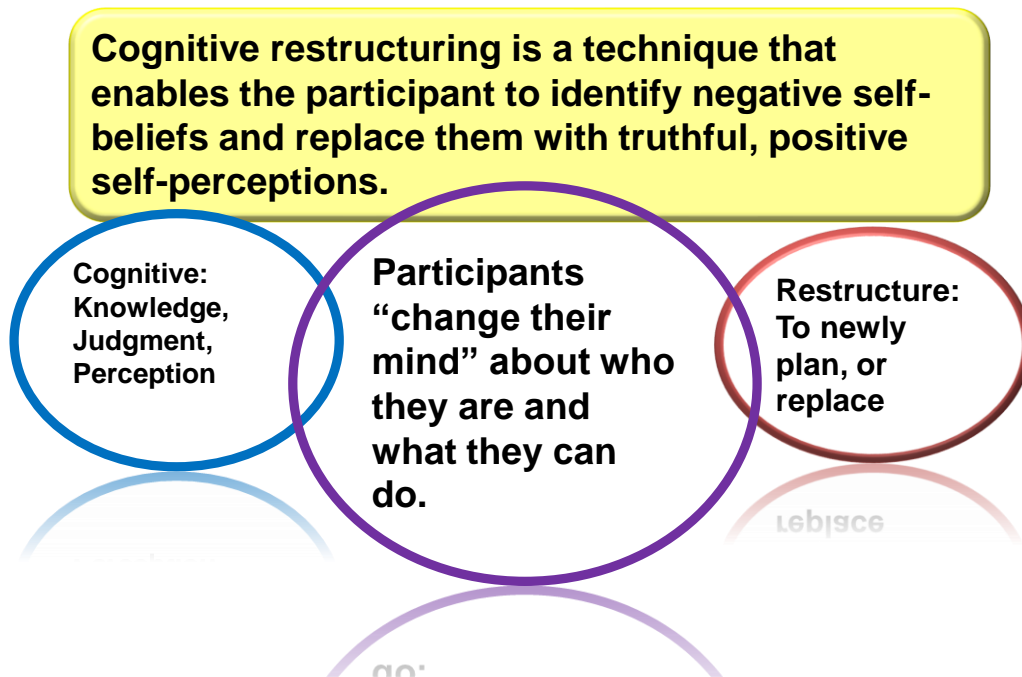 Cognitive restructuring is a technique that
enables the participant to identify negative self-
beliefs and replace them with truthful, positive
self-perceptions.
Cognitive:
Knowledge,
Judgment,
Perception
Participants
“change their
mind” about who
they are and
what they can
do.
Restructure:
To newly
plan, or
replace